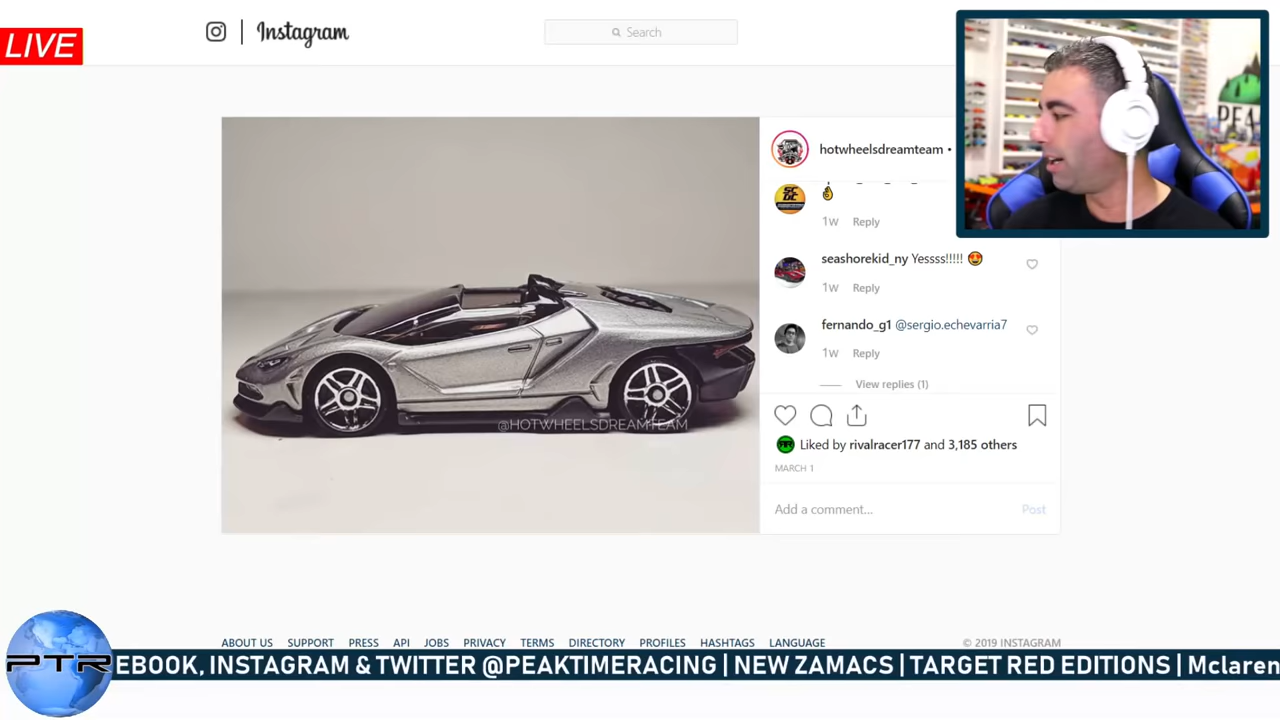 LIVE
Instagram
Search
hotwheelsdreamteam •
1w Reply
seashorekid_ny Yessss!!!!! 😍
1w Reply
fernando_g1 @sergio.echevarria7
1w Reply
View replies (1)
Liked by rivalracer177 and 3,185 others
MARCH 1
Add a comment... Post
@HOTWHEELSDREAMTEAM
PEA
ABOUT US SUPPORT PRESS API JOBS PRIVACY TERMS DIRECTORY PROFILES HASHTAGS LANGUAGE © 2019 INSTAGRAM
PTR
EBOOK, INSTAGRAM & TWITTER @PEAKTIMERACING | NEW ZAMACS | TARGET RED EDITIONS | Mclaren